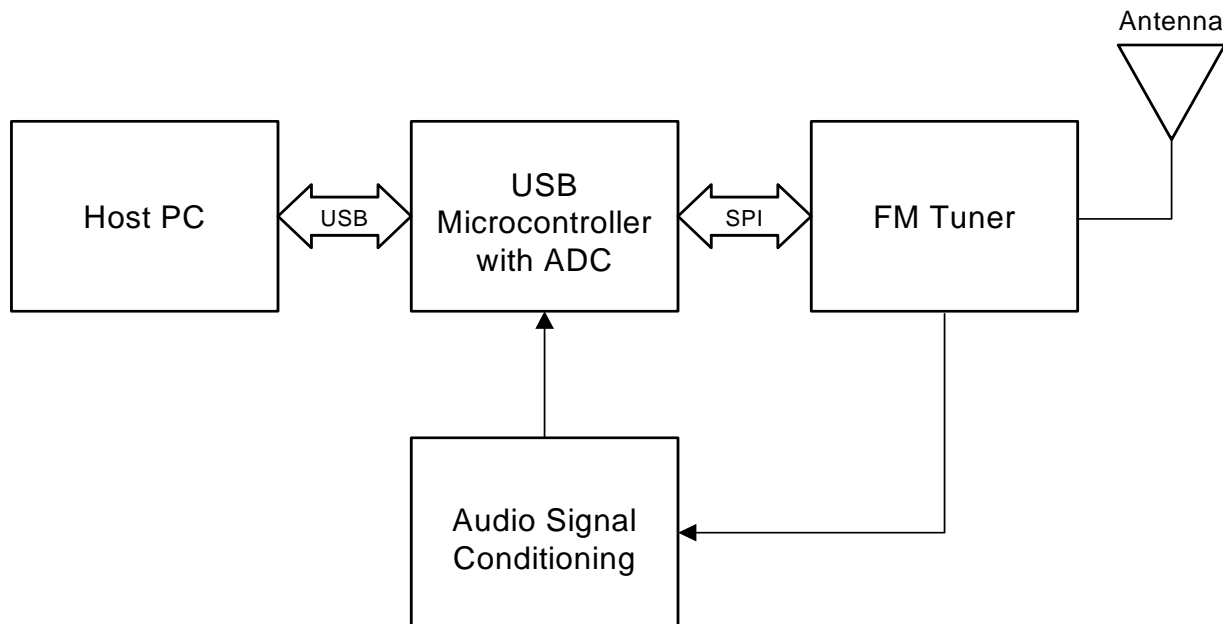 Antenna
Host PC
USB
USB
Microcontroller
with ADC
SPI
FM Tuner
Audio Signal
Conditioning